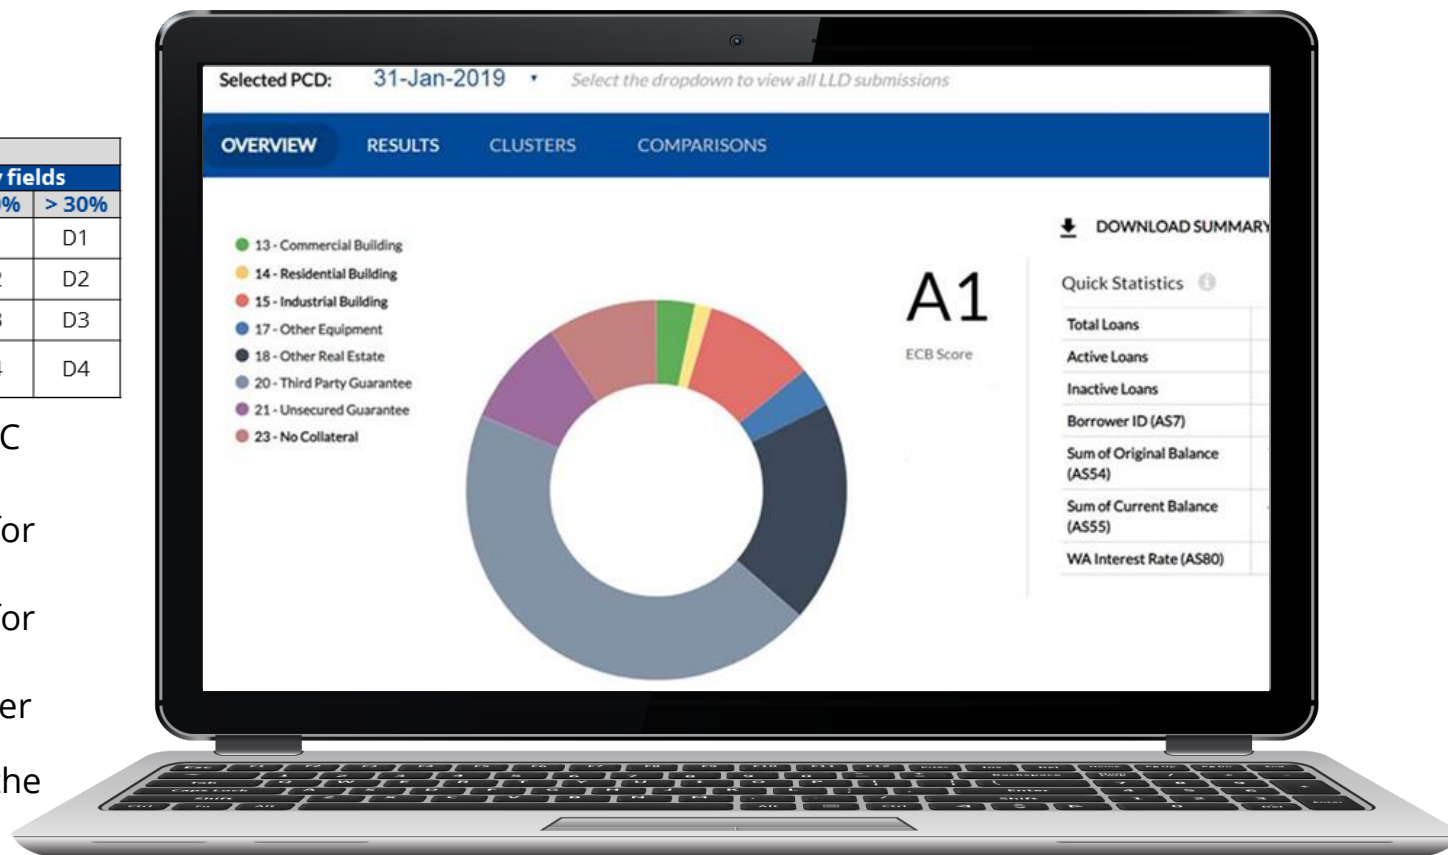 y fields
> 30%
D1
D2
D3
D4
C
for
for
er
the
Selected PCD: 31-Jan-2019 Select the dropdown to view all LLD submissions
OVERVIEW RESULTS CLUSTERS COMPARISONS
13 - Commercial Building
14 - Residential Building
15 - Industrial Building
17 - Other Equipment
18 - Other Real Estate
20 - Third Party Guarantee
21 - Unsecured Guarantee
23 - No Collateral
A1
ECB Score
DOWNLOAD SUMMARY
Quick Statistics
Total Loans
Active Loans
Inactive Loans
Borrower ID (AS7)
Sum of Original Balance
(AS54)
Sum of Current Balance
(AS55)
WA Interest Rate (AS80)